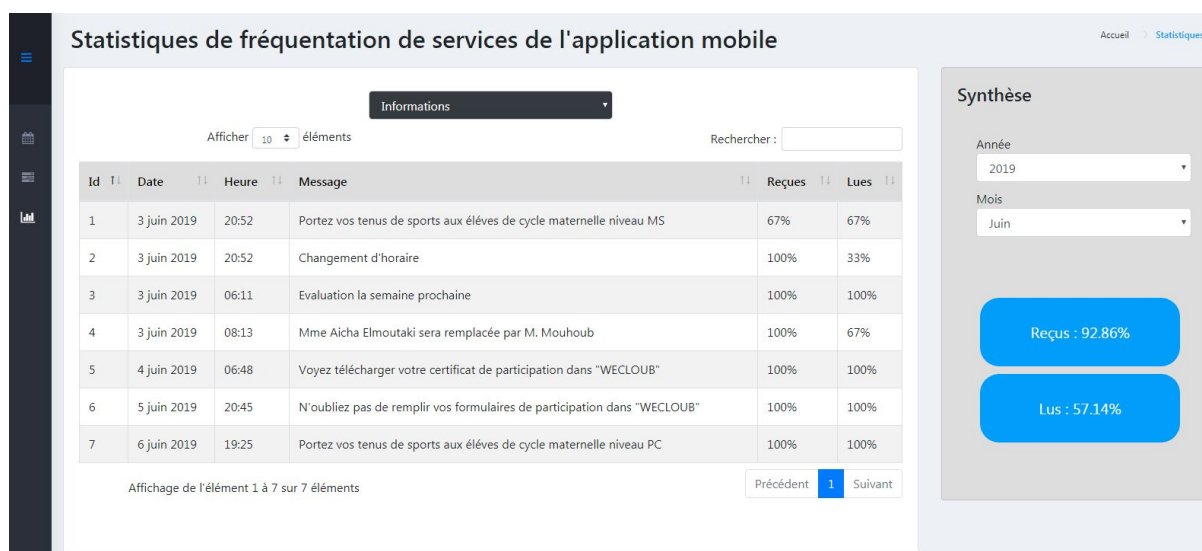 Statistiques de fréquentation de services de l'application mobile
Accueil Statistiques
Informations
Afficher 10 éléments Rechercher :
Id Date Heure Message Reçues Lues
1 3 juin 2019 20:52 Portez vos tenus de sports aux éléves de cycle maternelle niveau MS 67% 67%
2 3 juin 2019 20:52 Changement d'horaire 100% 33%
3 3 juin 2019 06:11 Evaluation la semaine prochaine 100% 100%
4 3 juin 2019 08:13 Mme Aicha Elmoutaki sera remplacée par M. Mouhoub 100% 67%
5 4 juin 2019 06:48 Voyez télécharger votre certificat de participation dans "WECLOUB" 100% 100%
6 5 juin 2019 20:45 N'oubliez pas de remplir vos formulaires de participation dans "WECLOUB" 100% 100%
7 6 juin 2019 19:25 Portez vos tenus de sports aux éléves de cycle maternelle niveau PC 100% 100%
Affichage de l'élément 1 à 7 sur 7 éléments
Précédent 1 Suivant
Synthèse
Année
2019
Mois
Juin
Reçus : 92.86%
Lus : 57.14%